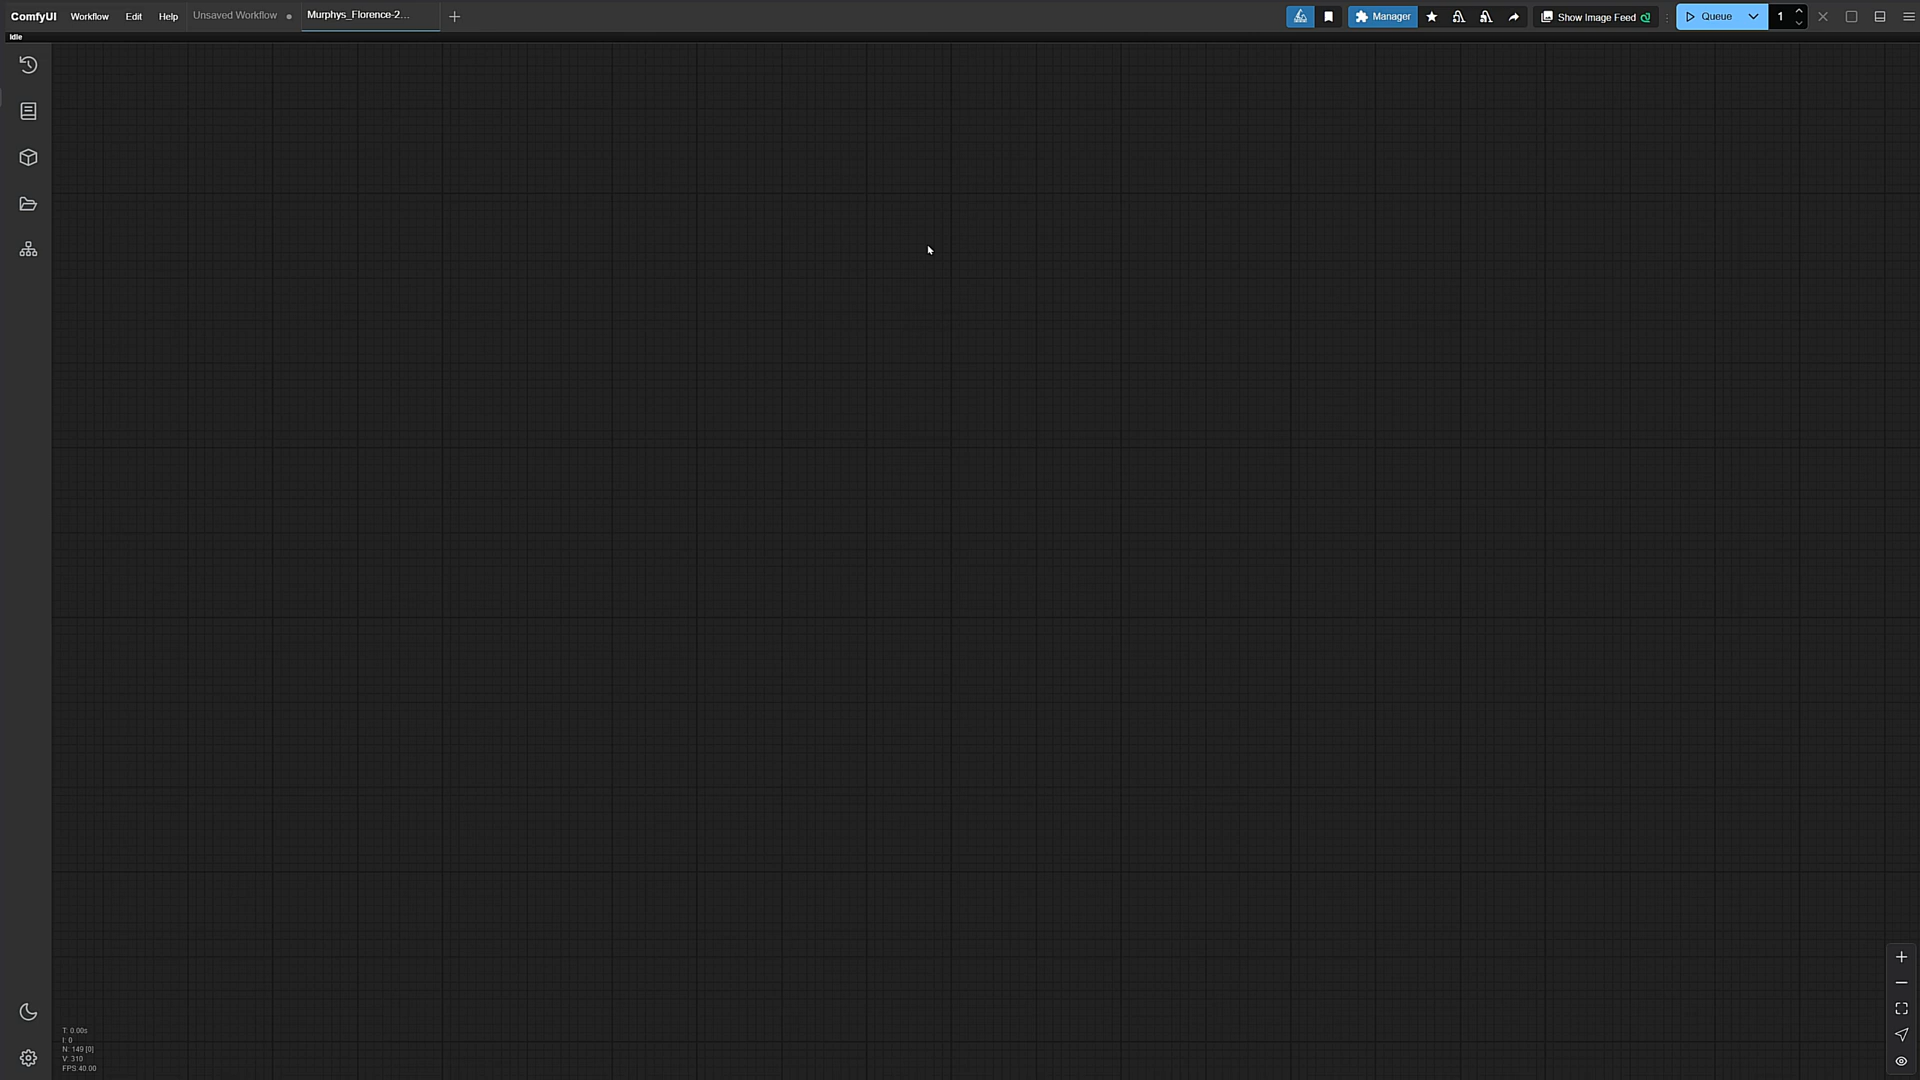 ComfyUI Workflow Edit Help Unsaved Workflow Murphys_Florence-2... Manager Show Image Feed Queue 1
Idle
T: 0.00s
I: 0
N: 149 [0]
V: 310
FPS:40.00